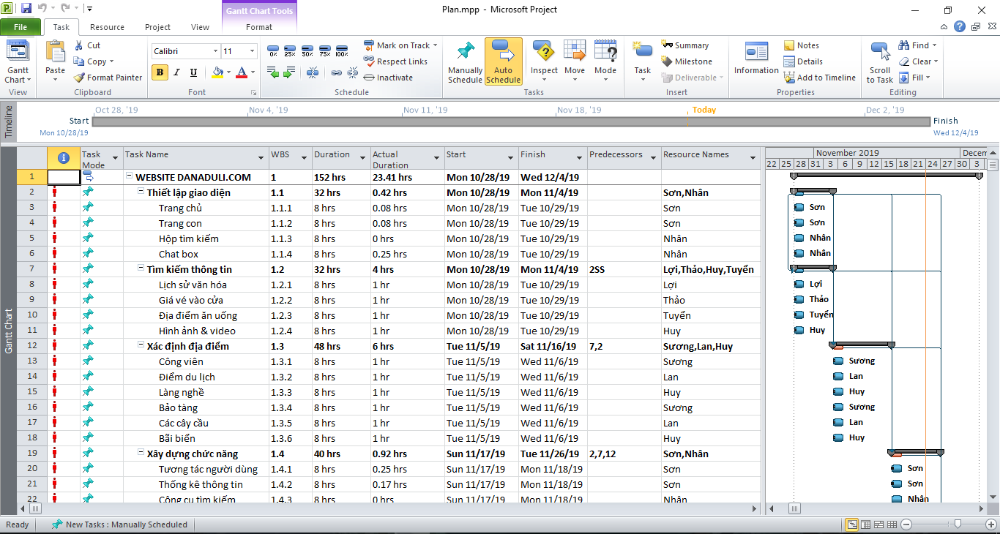 Plan.mpp - Microsoft Project
Gantt Chart Tools
File Task Resource Project View Format
Gantt Chart
Paste
Cut
Copy
Format Painter
Calibri 11
B I U A
0% 25% 50% 75% 100%
Mark on Track
Respect Links
Inactivate
Manually Schedule
Auto Schedule
Inspect
Move
Mode
Task
Summary
Milestone
Deliverable
Information
Notes
Details
Add to Timeline
Scroll to Task
Find
Clear
Fill
View Clipboard Font Schedule Tasks Insert Properties Editing
Timeline
Oct 28, '19 Nov 4, '19 Nov 11, '19 Nov 18, '19 Today Dec 2, '19
Start
Mon 10/28/19
Finish
Wed 12/4/19
Gantt Chart
Task Mode Task Name WBS Duration Actual Duration Start Finish Predecessors Resource Names
1 WEBSITE DANADULI.COM 1 152 hrs 23.41 hrs Mon 10/28/19 Wed 12/4/19
2 Thiết lập giao diện 1.1 32 hrs 0.42 hrs Mon 10/28/19 Mon 11/4/19 Sơn,Nhân
3 Trang chủ 1.1.1 8 hrs 0.08 hrs Mon 10/28/19 Tue 10/29/19 Sơn
4 Trang con 1.1.2 8 hrs 0.08 hrs Mon 10/28/19 Tue 10/29/19 Sơn
5 Hộp tìm kiếm 1.1.3 8 hrs 0 hrs Mon 10/28/19 Tue 10/29/19 Nhân
6 Chat box 1.1.4 8 hrs 0.25 hrs Mon 10/28/19 Tue 10/29/19 Nhân
7 Tìm kiếm thông tin 1.2 32 hrs 4 hrs Mon 10/28/19 Mon 11/4/19 2SS Lợi,Thảo,Huy,Tuyển
8 Lịch sử văn hóa 1.2.1 8 hrs 1 hr Mon 10/28/19 Tue 10/29/19 Lợi
9 Giá vé vào cửa 1.2.2 8 hrs 1 hr Mon 10/28/19 Tue 10/29/19 Thảo
10 Địa điểm ăn uống 1.2.3 8 hrs 1 hr Mon 10/28/19 Tue 10/29/19 Tuyển
11 Hình ảnh & video 1.2.4 8 hrs 1 hr Mon 10/28/19 Tue 10/29/19 Huy
12 Xác định địa điểm 1.3 48 hrs 6 hrs Tue 11/5/19 Sat 11/16/19 7,2 Sương,Lan,Huy
13 Công viên 1.3.1 8 hrs 1 hr Tue 11/5/19 Wed 11/6/19 Sương
14 Điểm du lịch 1.3.2 8 hrs 1 hr Tue 11/5/19 Wed 11/6/19 Lan
15 Làng nghề 1.3.3 8 hrs 1 hr Tue 11/5/19 Wed 11/6/19 Huy
16 Bảo tàng 1.3.4 8 hrs 1 hr Tue 11/5/19 Wed 11/6/19 Sương
17 Các cây cầu 1.3.5 8 hrs 1 hr Tue 11/5/19 Wed 11/6/19 Lan
18 Bãi biển 1.3.6 8 hrs 1 hr Tue 11/5/19 Wed 11/6/19 Huy
19 Xây dựng chức năng 1.4 40 hrs 0.92 hrs Sun 11/17/19 Tue 11/26/19 2,7,12 Sơn,Nhân
20 Tương tác người dùng 1.4.1 8 hrs 0.25 hrs Sun 11/17/19 Mon 11/18/19 Sơn
21 Thống kê thông tin 1.4.2 8 hrs 0.17 hrs Sun 11/17/19 Mon 11/18/19 Sơn
22 Công cụ tìm kiếm 1.4.3 8 hrs 0 hrs Sun 11/17/19 Mon 11/18/19 Nhân
November 2019 Decem
22 25 28 31 3 6 9 12 15 18 21 24 27 30 3
Sơn
Sơn
Nhân
Nhân
Lợi
Thảo
Tuyển
Huy
Sương
Lan
Huy
Sương
Lan
Huy
Sơn
Sơn
Nhân
Ready New Tasks : Manually Scheduled